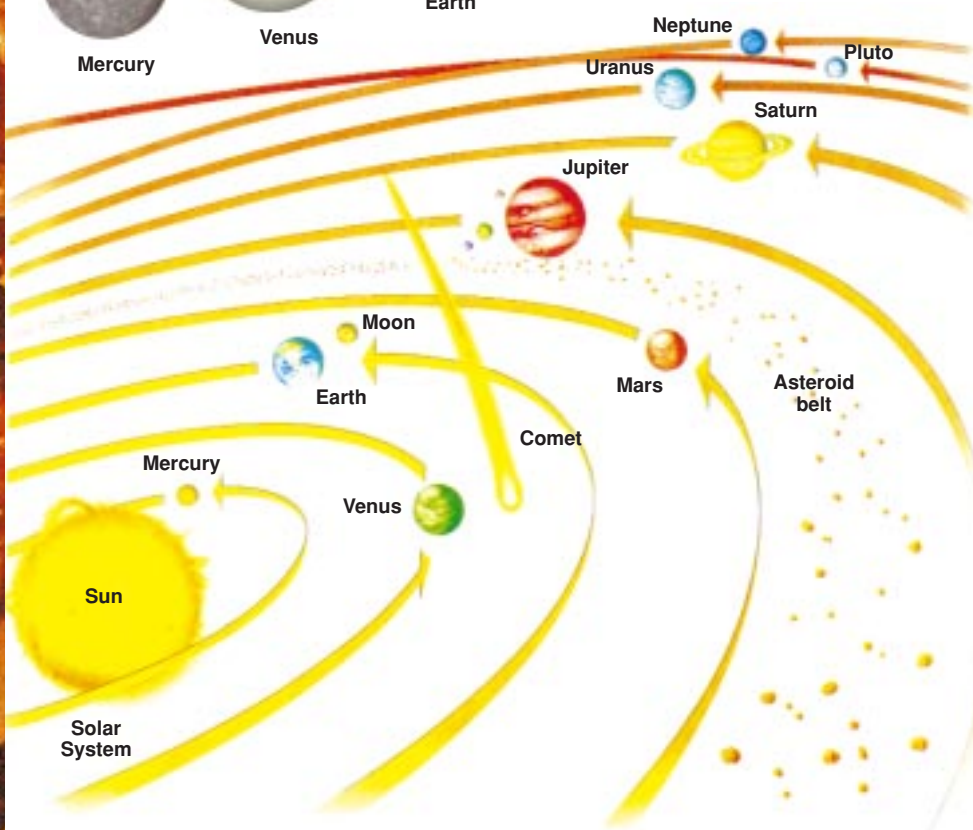 Earth
Venus
Mercury
Neptune
Pluto
Uranus
Saturn
Jupiter
Moon
Earth
Mars
Asteroid
belt
Comet
Mercury
Venus
Sun
Solar
System